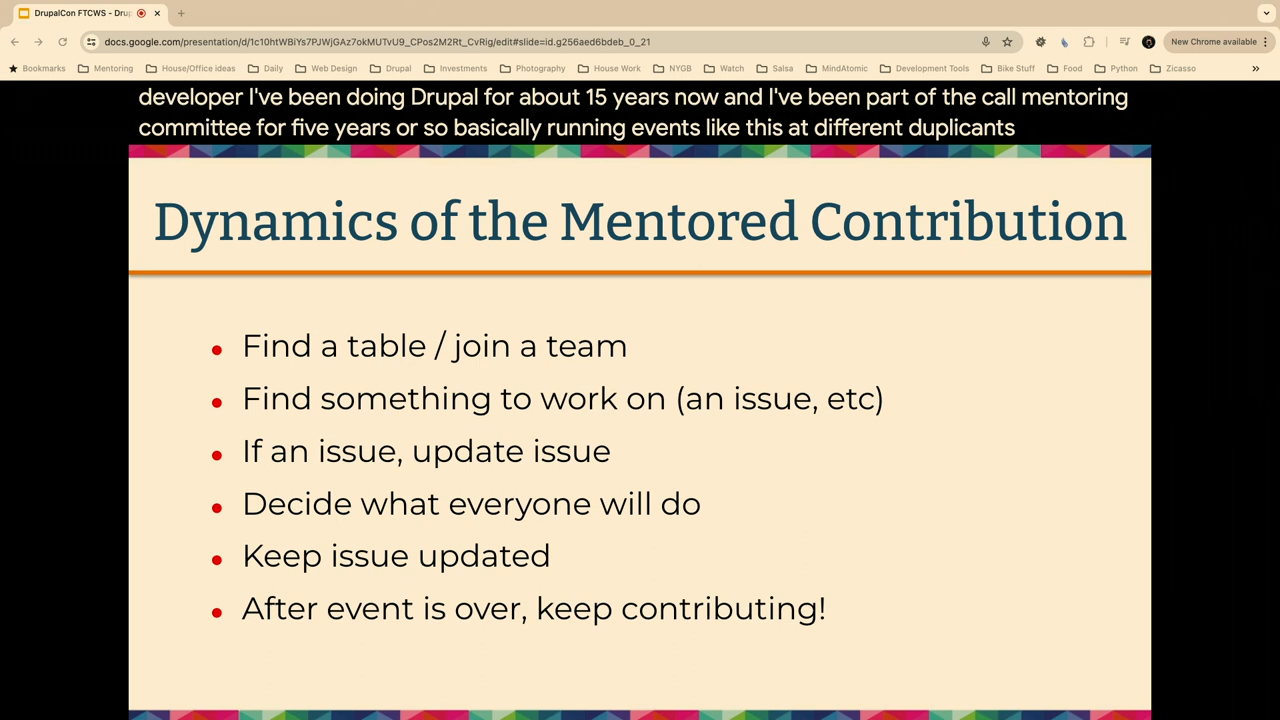 DrupalCon FTCWS - Drup
docs.google.com/presentation/d/1c10htWBiYs7PJWjGAz7okMUTvU9_CPos2M2Rt_CvRig/edit#slide=id.g256aed6bdeb_0_21
New Chrome available
Bookmarks Mentoring House/Office ideas Daily Web Design Drupal Investments Photography House Work NYGB Watch Salsa MindAtomic Development Tools Bike Stuff Food Python Zicasso
developer I've been doing Drupal for about 15 years now and I've been part of the call mentoring
committee for five years or so basically running events like this at different duplicants
Dynamics of the Mentored Contribution
• Find a table / join a team
• Find something to work on (an issue, etc)
• If an issue, update issue
• Decide what everyone will do
• Keep issue updated
• After event is over, keep contributing!